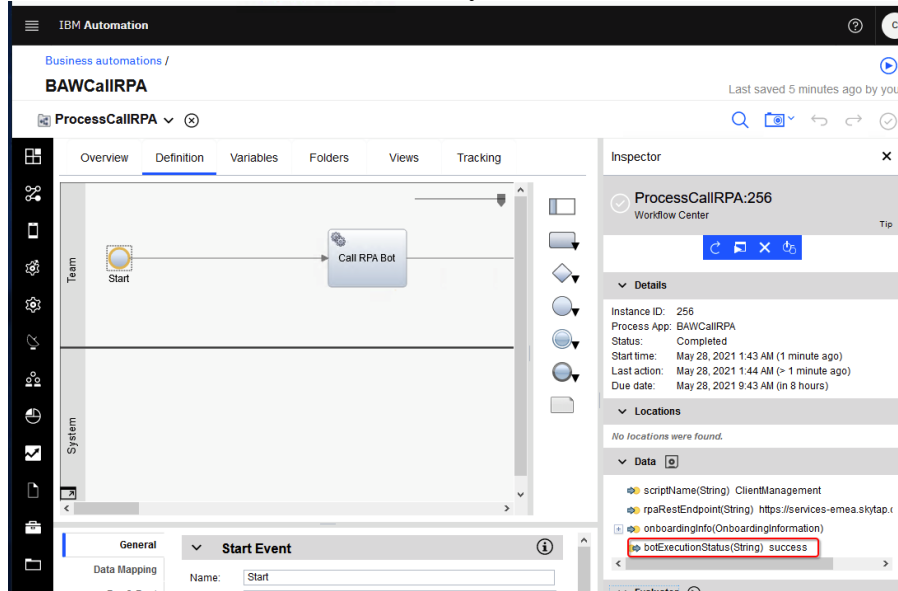 IBM Automation
C
Business automations /
BAWCallRPA
Last saved 5 minutes ago by you
ProcessCallRPA
Overview Definition Variables Folders Views Tracking
Team
Start
Call RPA Bot
System
General
Data Mapping
Start Event
Name: Start
Inspector
ProcessCallRPA:256
Workflow Center
Tip
Details
Instance ID: 256
Process App: BAWCallRPA
Status: Completed
Start time: May 28, 2021 1:43 AM (1 minute ago)
Last action: May 28, 2021 1:44 AM (> 1 minute ago)
Due date: May 28, 2021 9:43 AM (in 8 hours)
Locations
No locations were found.
Data
scriptName(String) ClientManagement
rpaRestEndpoint(String) https://services-emea.skytap.c
onboardingInfo(OnboardingInformation)
botExecutionStatus(String) success